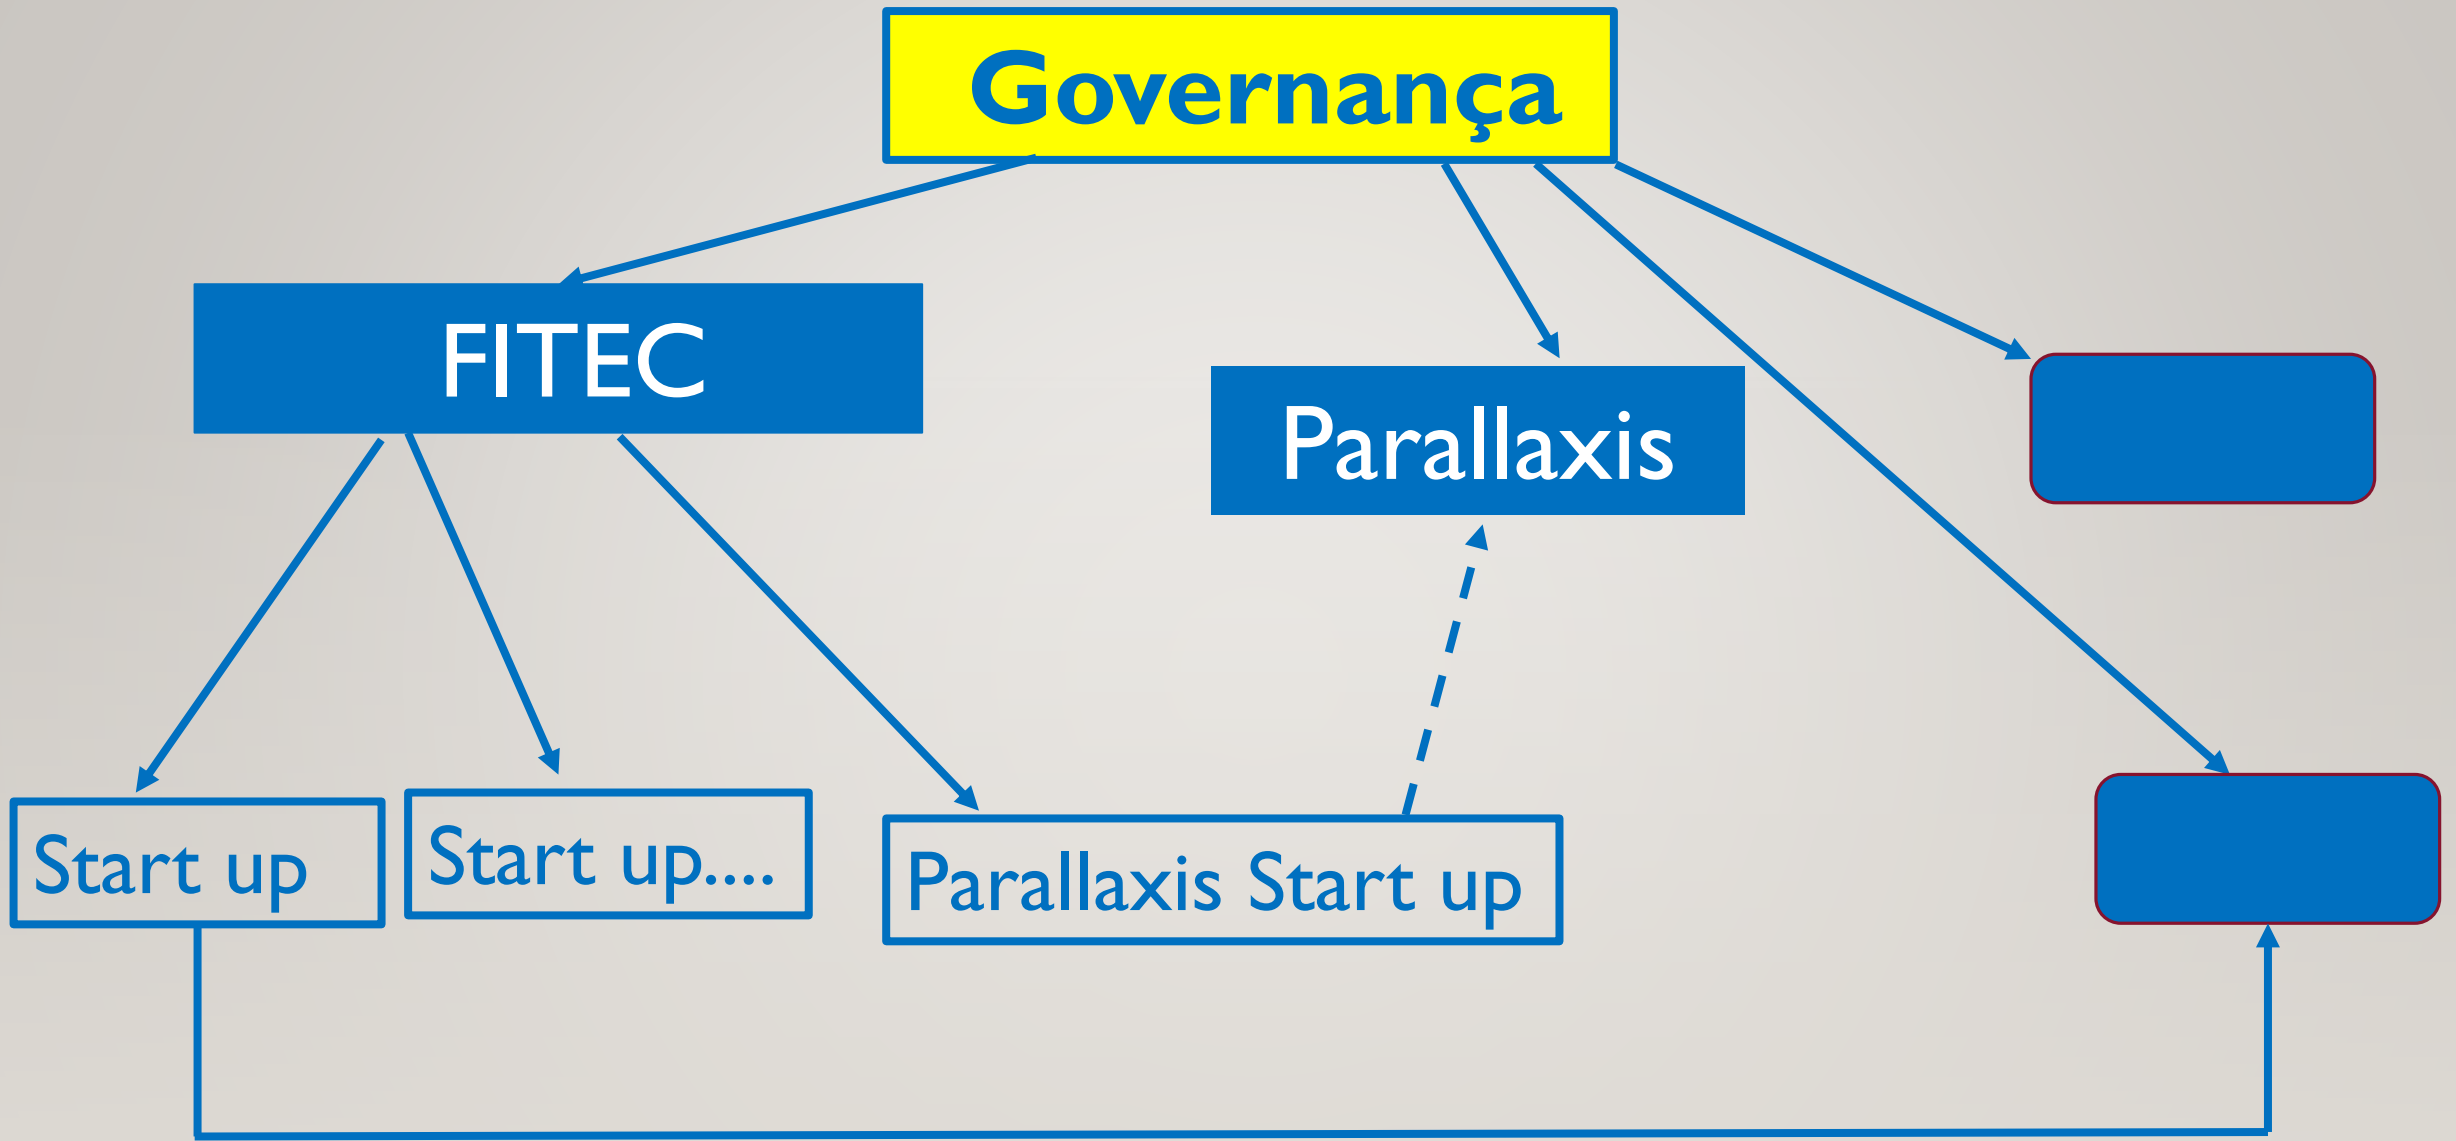 Governança
FITEC
Parallaxis
Start up
Start up....
Parallaxis Start up